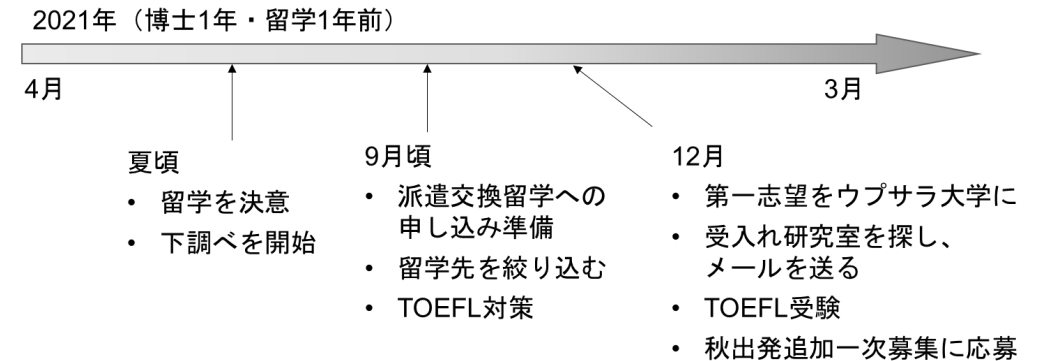 2021年（博士1年・留学1年前）
4月
3月
夏頃
• 留学を決意
• 下調べを開始
9月頃
• 派遣交換留学への
申し込み準備
• 留学先を絞り込む
• TOEFL対策
12月
• 第一志望をウプサラ大学に
• 受入れ研究室を探し、
メールを送る
• TOEFL受験
• 秋出発追加一次募集に応募